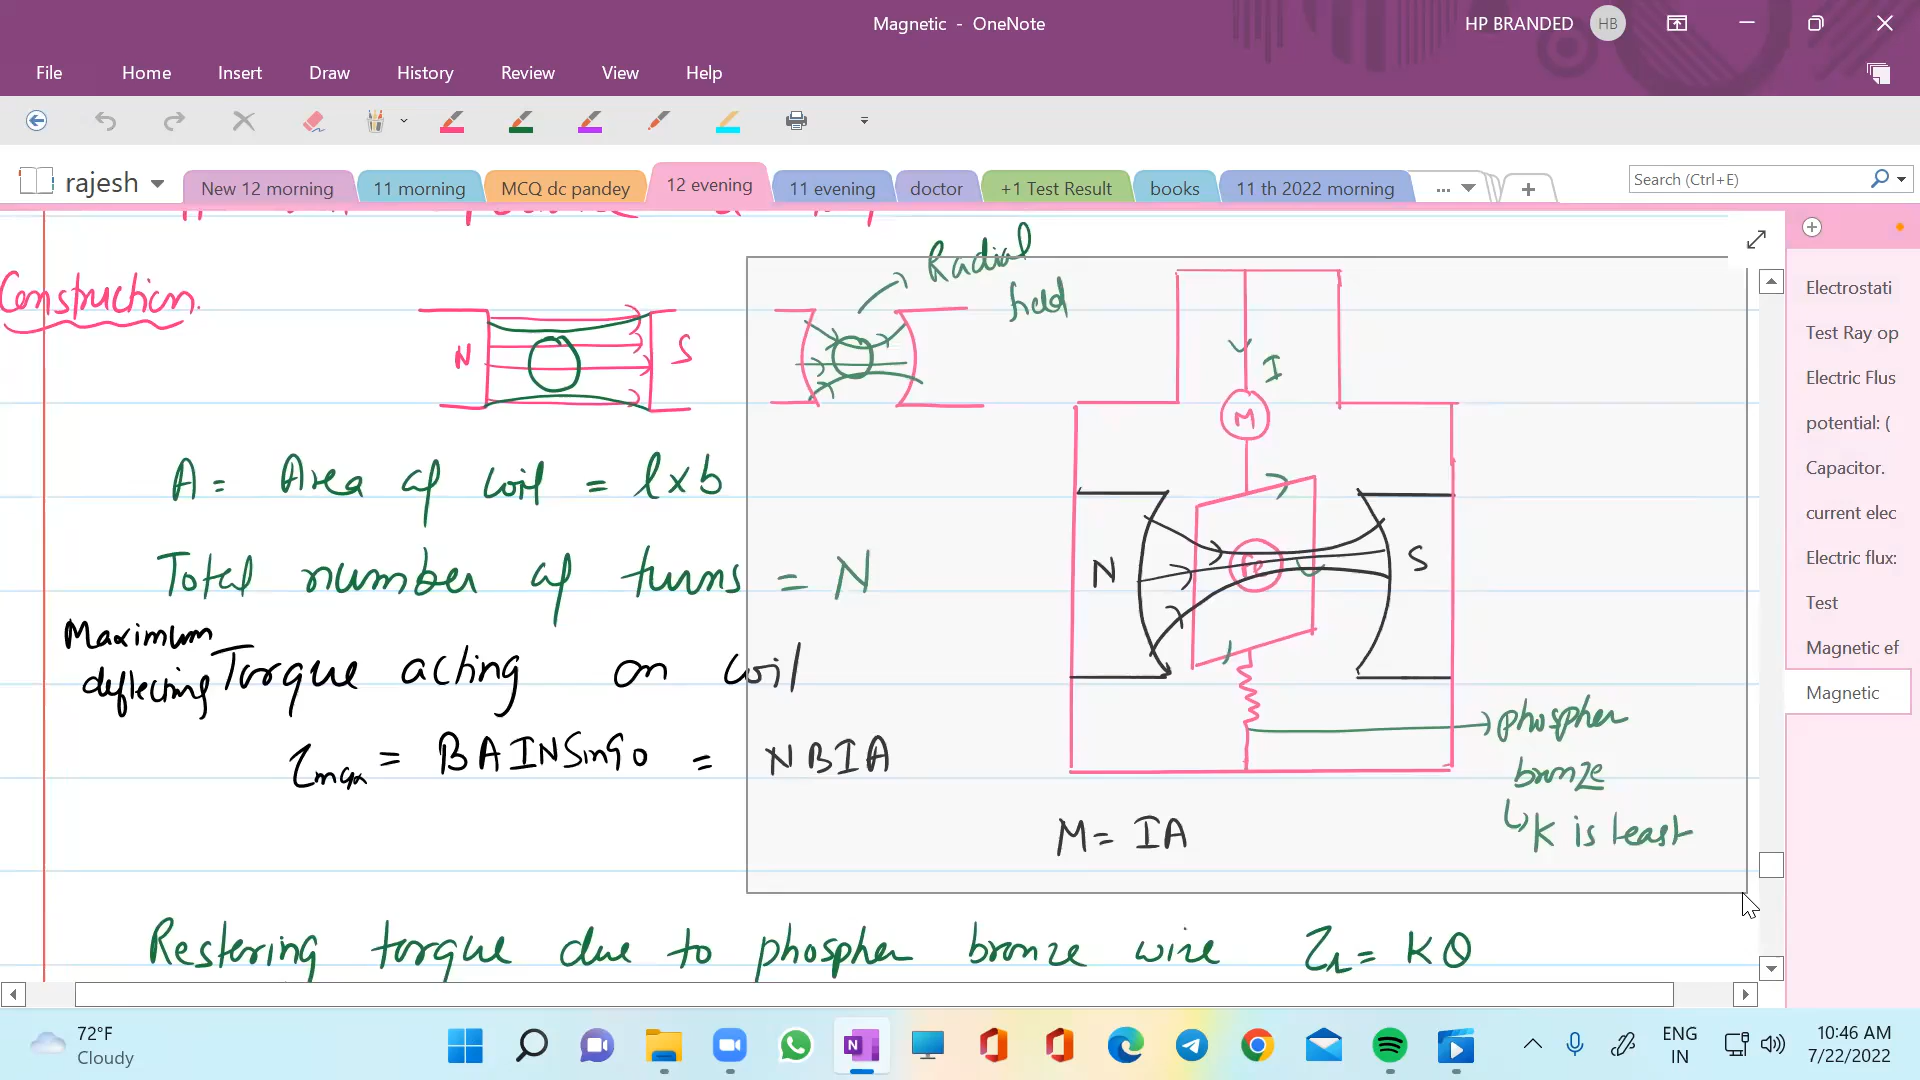 Magnetic - OneNote
HP BRANDED HB
File Home Insert Draw History Review View Help
rajesh
New 12 morning
11 morning
MCQ dc pandey
12 evening
11 evening
doctor
+1 Test Result
books
11 th 2022 morning
...
Search (Ctrl+E)
Construction.
N S
Radial
field
I
M
N S
A = Area of coil = l×b
Total number of turns = N
Maximum
deflecting Torque acting on coil
τmax = BAINSin90 = NBIA
phospher
bronze
↳ K is least
M = IA
Restering torque due to phospher bronze wire τr = Kθ
Electrostati
Test Ray op
Electric Flus
potential: (
Capacitor.
current elec
Electric flux:
Test
Magnetic ef
Magnetic
72°F
Cloudy
ENG
IN
10:46 AM
7/22/2022